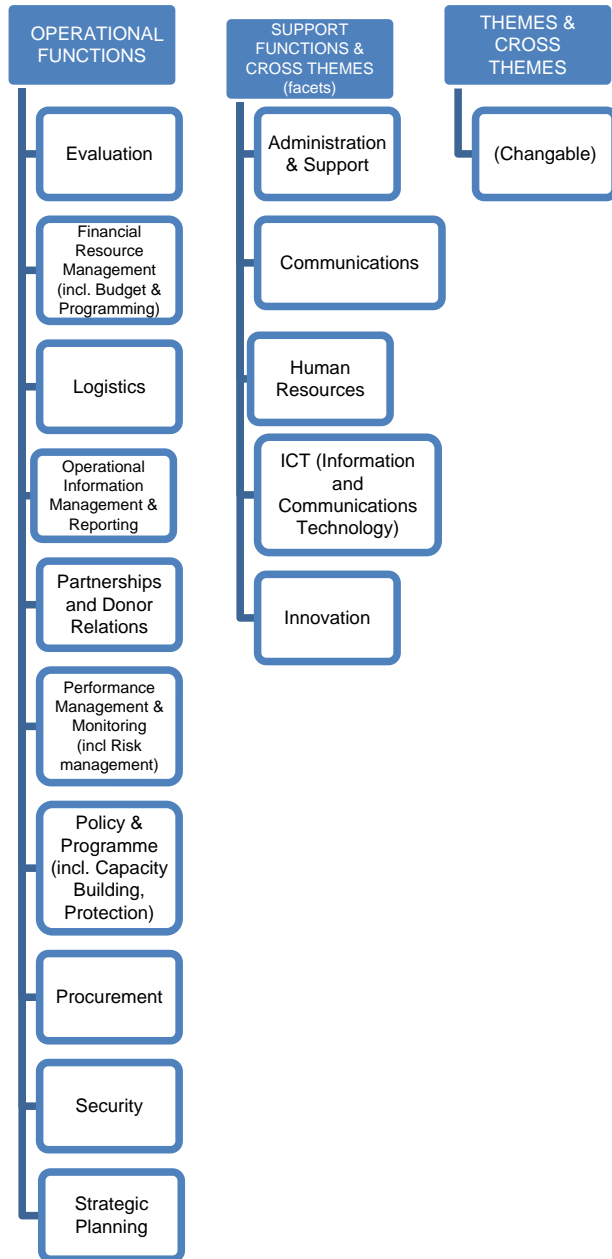 OPERATIONAL
FUNCTIONS
Evaluation
Financial
Resource
Management
(incl. Budget &
Programming)
Logistics
Operational
Information
Management &
Reporting
Partnerships
and Donor
Relations
Performance
Management &
Monitoring
(incl Risk
management)
Policy &
Programme
(incl. Capacity
Building,
Protection)
Procurement
Security
Strategic
Planning
SUPPORT
FUNCTIONS &
CROSS THEMES
(facets)
Administration
& Support
Communications
Human
Resources
ICT (Information
and
Communications
Technology)
Innovation
THEMES &
CROSS
THEMES
(Changable)